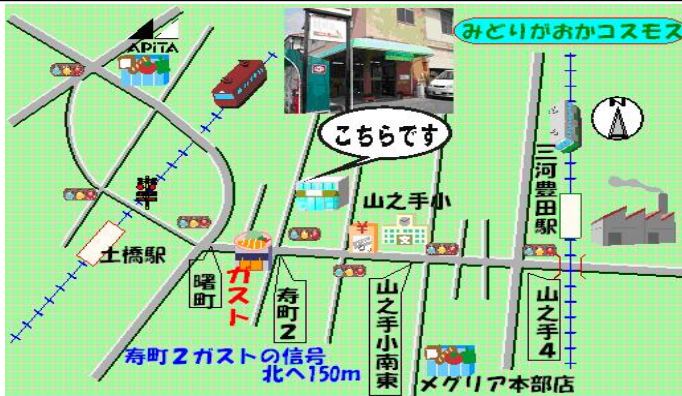 みどりがおかコスモス
APiTA
N
こちらです
三河豊田駅
山之手小
土橋駅
曙町
ガスト
寿町2
山之手小南東
山之手4
寿町2ガストの信号
北へ150m
メグリア本部店
¥
文